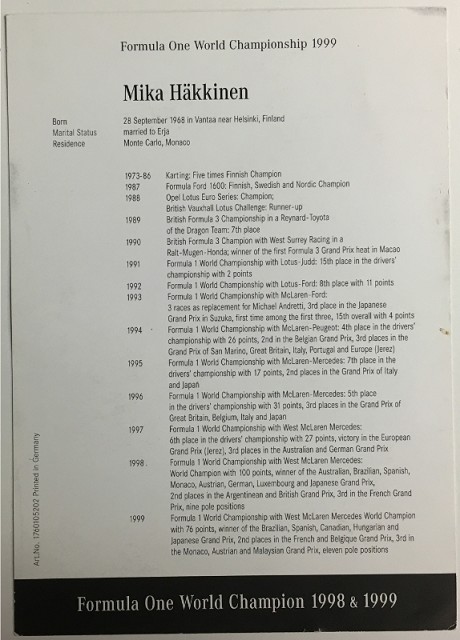 Formula One World Championship 1999
Mika Häkkinen
Born 28 September 1968 in Vantaa near Helsinki, Finland
Marital Status married to Erja
Residence Monte Carlo, Monaco
1973-86 Karting: Five times Finnish Champion
1987 Formula Ford 1600: Finnish, Swedish and Nordic Champion
1988 Opel Lotus Euro Series: Champion;
British Vauxhall Lotus Challenge: Runner-up
1989 British Formula 3 Championship in a Reynard-Toyota
of the Dragon Team: 7th place
1990 British Formula 3 Champion with West Surrey Racing in a
Ralt-Mugen-Honda; winner of the first Formula 3 Grand Prix heat in Macao
1991 Formula 1 World Championship with Lotus-Judd: 15th place in the drivers'
championship with 2 points
1992 Formula 1 World Championship with Lotus-Ford: 8th place with 11 points
1993 Formula 1 World Championship with McLaren-Ford:
3 races as replacement for Michael Andretti, 3rd place in the Japanese
Grand Prix in Suzuka, first time among the first three, 15th overall with 4 points
1994 Formula 1 World Championship with McLaren-Peugeot: 4th place in the drivers'
championship with 26 points, 2nd in the Belgian Grand Prix, 3rd places in the
Grand Prix of San Marino, Great Britain, Italy, Portugal and Europe (Jerez)
1995 Formula 1 World Championship with McLaren-Mercedes: 7th place in the
drivers' championship with 17 points, 2nd places in the Grand Prix of Italy
and Japan
1996 Formula 1 World Championship with McLaren-Mercedes: 5th place
in the drivers' championship with 31 points, 3rd places in the Grand Prix of
Great Britain, Belgium, Italy and Japan
1997 Formula 1 World Championship with West McLaren Mercedes:
6th place in the drivers' championship with 27 points, victory in the European
Grand Prix (Jerez), 3rd places in the Australian and German Grand Prix
1998 Formula 1 World Championship with West McLaren Mercedes:
World Champion with 100 points, winner of the Australian, Brazilian, Spanish,
Monaco, Austrian, German, Luxembourg and Japanese Grand Prix,
2nd places in the Argentinean and British Grand Prix, 3rd in the French Grand
Prix, nine pole positions
1999 Formula 1 World Championship with West McLaren Mercedes World Champion
with 76 points, winner of the Brazilian, Spanish, Canadian, Hungarian and
Japanese Grand Prix, 2nd places in the French and Belgique Grand Prix, 3rd in
the Monaco, Austrian and Malaysian Grand Prix, eleven pole positions
Art.No. 1760105202 Printed in Germany
Formula One World Champion 1998 & 1999